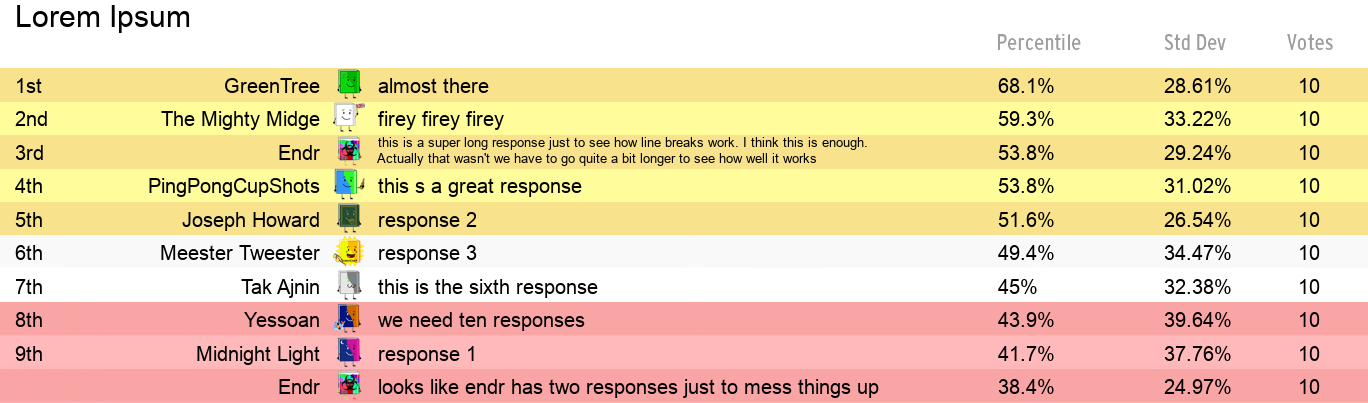 Lorem Ipsum
Percentile Std Dev Votes
1st GreenTree almost there 68.1% 28.61% 10
2nd The Mighty Midge firey firey firey 59.3% 33.22% 10
3rd Endr this is a super long response just to see how line breaks work. I think this is enough.
Actually that wasn't we have to go quite a bit longer to see how well it works 53.8% 29.24% 10
4th PingPongCupShots this s a great response 53.8% 31.02% 10
5th Joseph Howard response 2 51.6% 26.54% 10
6th Meester Tweester response 3 49.4% 34.47% 10
7th Tak Ajnin this is the sixth response 45% 32.38% 10
8th Yessoan we need ten responses 43.9% 39.64% 10
9th Midnight Light response 1 41.7% 37.76% 10
Endr looks like endr has two responses just to mess things up 38.4% 24.97% 10